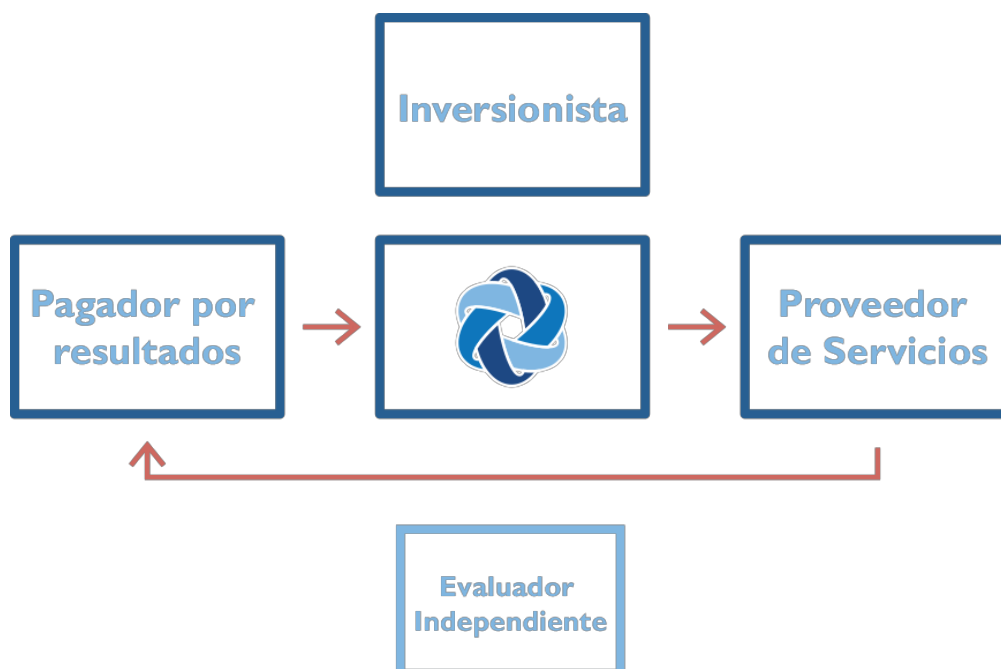 Inversionista
Pagador por
resultados
Proveedor
de Servicios
Evaluador
Independiente